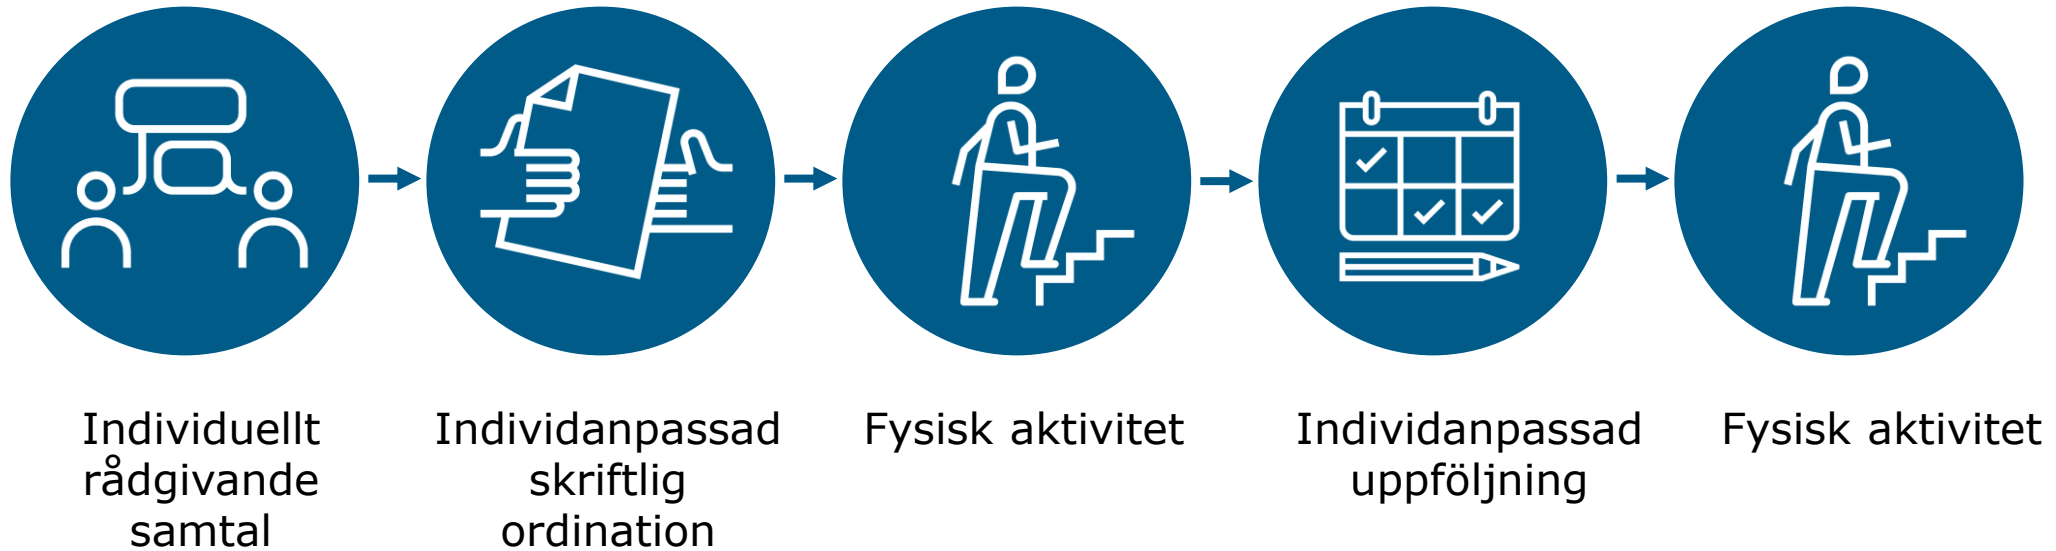 Individuellt
rådgivande
samtal
Individanpassad
skriftlig
ordination
Fysisk aktivitet
Individanpassad
uppföljning
Fysisk aktivitet